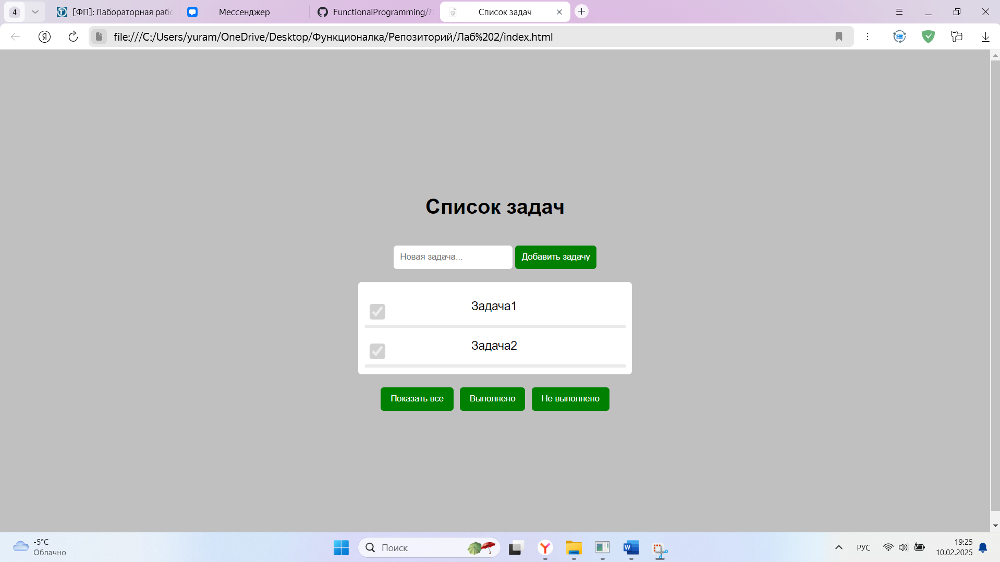 4
[ФП]: Лабораторная рабо
Мессенджер
FunctionalProgramming/Л
Список задач
file:///C:/Users/yuram/OneDrive/Desktop/Функционалка/Репозиторий/Лаб%202/index.html
Список задач
Новая задача...
Добавить задачу
Задача1
Задача2
Показать все
Выполнено
Не выполнено
-5°C
Облачно
Поиск
РУС
19:25
10.02.2025